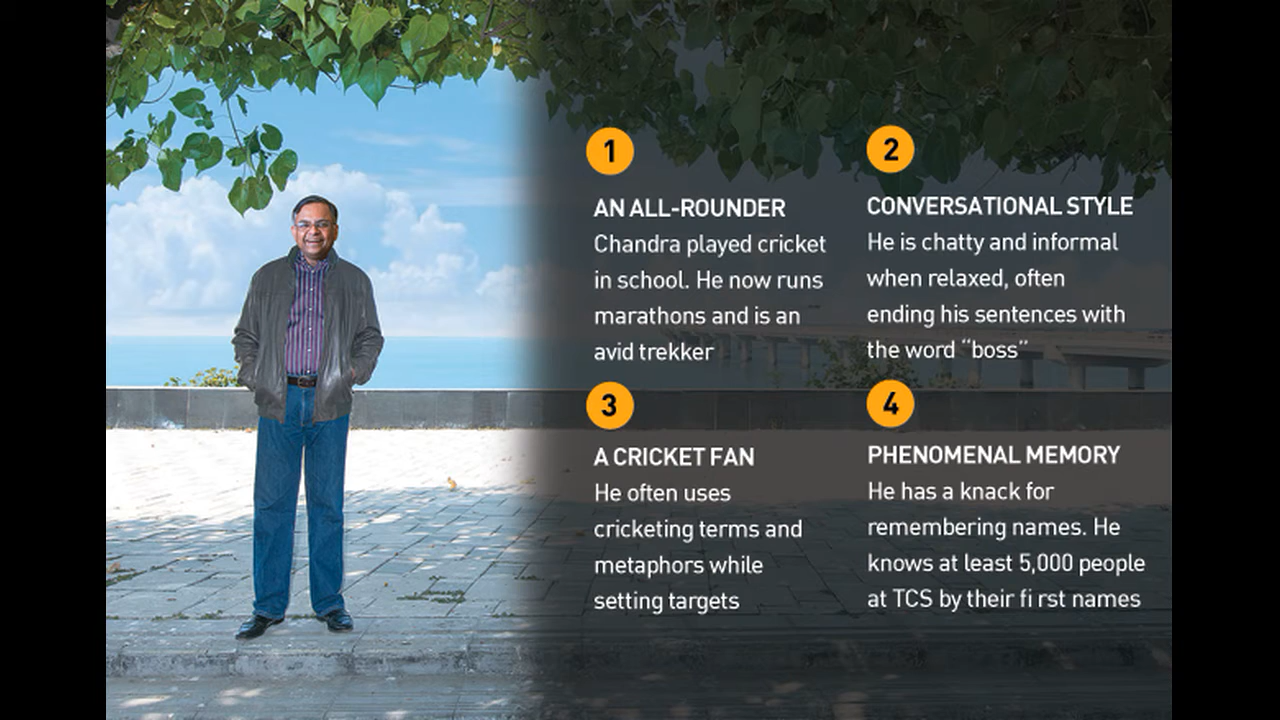 1
AN ALL-ROUNDER
Chandra played cricket
in school. He now runs
marathons and is an
avid trekker
2
CONVERSATIONAL STYLE
He is chatty and informal
when relaxed, often
ending his sentences with
the word “boss”
3
A CRICKET FAN
He often uses
cricketing terms and
metaphors while
setting targets
4
PHENOMENAL MEMORY
He has a knack for
remembering names. He
knows at least 5,000 people
at TCS by their fi rst names